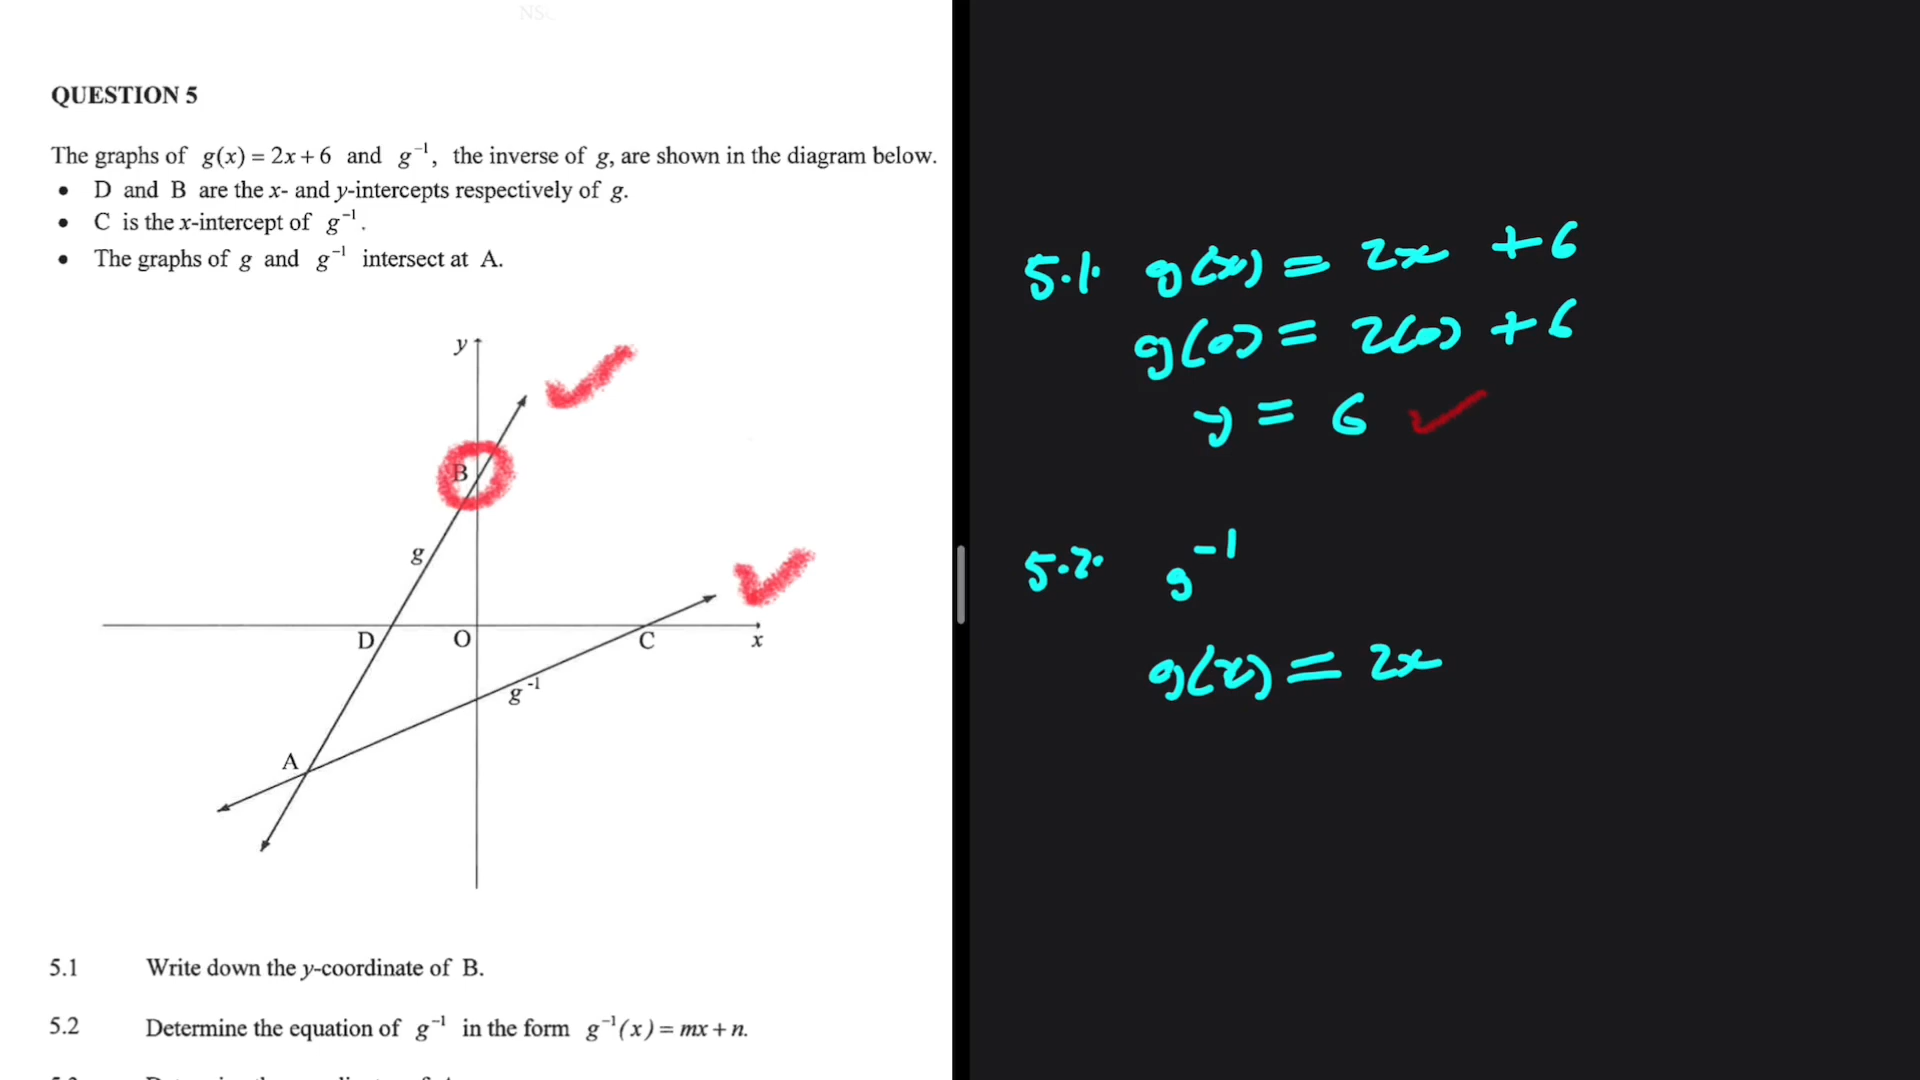 QUESTION 5
The graphs of g(x) = 2x + 6 and g⁻¹, the inverse of g, are shown in the diagram below.
• D and B are the x- and y-intercepts respectively of g.
• C is the x-intercept of g⁻¹.
• The graphs of g and g⁻¹ intersect at A.
y
B
g
D
O
C
x
g⁻¹
A
5.1 Write down the y-coordinate of B.
5.2 Determine the equation of g⁻¹ in the form g⁻¹(x) = mx + n.
5.1. g(x) = 2x + 6
g(0) = 2(0) + 6
y = 6
5.2. g⁻¹
g(x) = 2x